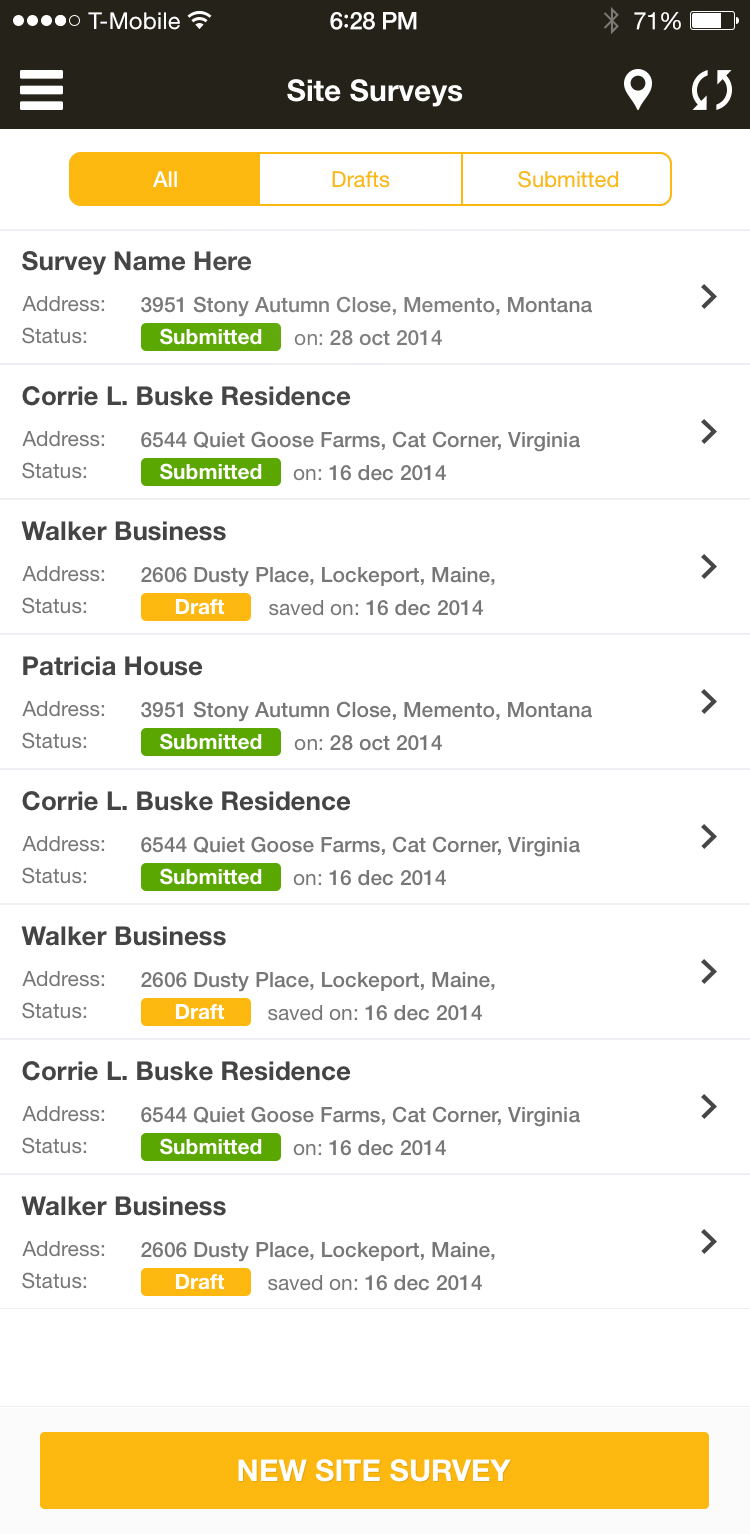 T-Mobile 6:28 PM 71%
Site Surveys
All Drafts Submitted
Survey Name Here
Address: 3951 Stony Autumn Close, Memento, Montana
Status: Submitted on: 28 oct 2014
Corrie L. Buske Residence
Address: 6544 Quiet Goose Farms, Cat Corner, Virginia
Status: Submitted on: 16 dec 2014
Walker Business
Address: 2606 Dusty Place, Lockeport, Maine,
Status: Draft saved on: 16 dec 2014
Patricia House
Address: 3951 Stony Autumn Close, Memento, Montana
Status: Submitted on: 28 oct 2014
Corrie L. Buske Residence
Address: 6544 Quiet Goose Farms, Cat Corner, Virginia
Status: Submitted on: 16 dec 2014
Walker Business
Address: 2606 Dusty Place, Lockeport, Maine,
Status: Draft saved on: 16 dec 2014
Corrie L. Buske Residence
Address: 6544 Quiet Goose Farms, Cat Corner, Virginia
Status: Submitted on: 16 dec 2014
Walker Business
Address: 2606 Dusty Place, Lockeport, Maine,
Status: Draft saved on: 16 dec 2014
NEW SITE SURVEY